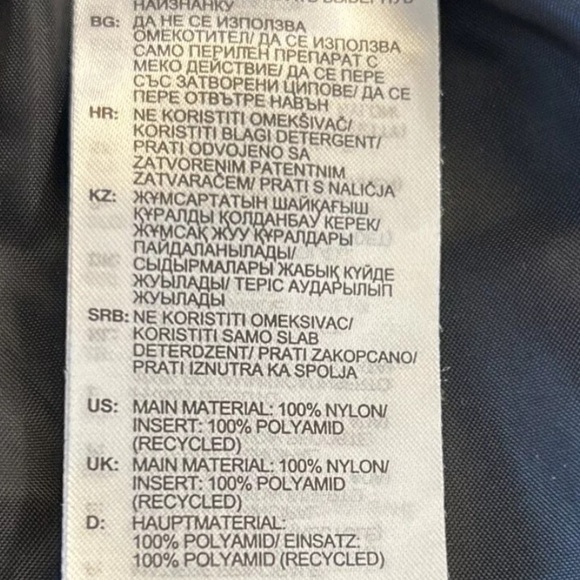 НАИЗНАНКУ
BG: ДА НЕ СЕ ИЗПОЛЗВА
ОМЕКОТИТЕЛ/ ДА СЕ ИЗПОЛЗВА
САМО ПЕРИЛЕН ПРЕПАРАТ С
МЕКО ДЕЙСТВИЕ/ ДА СЕ ПЕРЕ
СЪС ЗАТВОРЕНИ ЦИПОВЕ/ ДА СЕ
ПЕРЕ ОТВЪТРЕ НАВЪН
HR: NE KORISTITI OMEKŠIVAČ/
KORISTITI BLAGI DETERGENT/
PRATI ODVOJENO SA
ZATVORENIM PATENTNIM
ZATVARAČEM/ PRATI S NALIČJA
KZ: ЖҰМСАРТАТЫН ШАЙҚАҒЫШ
ҚҰРАЛДЫ ҚОЛДАНБАУ КЕРЕК/
ЖҰМСАҚ ЖУУ ҚҰРАЛДАРЫ
ПАЙДАЛАНЫЛАДЫ/
СЫДЫРМАЛАРЫ ЖАБЫҚ КҮЙДЕ
ЖУЫЛАДЫ/ ТЕРІС АУДАРЫЛЫП
ЖУЫЛАДЫ
SRB: NE KORISTITI OMEKSIVAC/
KORISTITI SAMO SLAB
DETERDZENT/ PRATI ZAKOPCANO/
PRATI IZNUTRA KA SPOLJA
US: MAIN MATERIAL: 100% NYLON/
INSERT: 100% POLYAMID
(RECYCLED)
UK: MAIN MATERIAL: 100% NYLON/
INSERT: 100% POLYAMID
(RECYCLED)
D: HAUPTMATERIAL:
100% POLYAMID/ EINSATZ:
100% POLYAMID (RECYCLED)